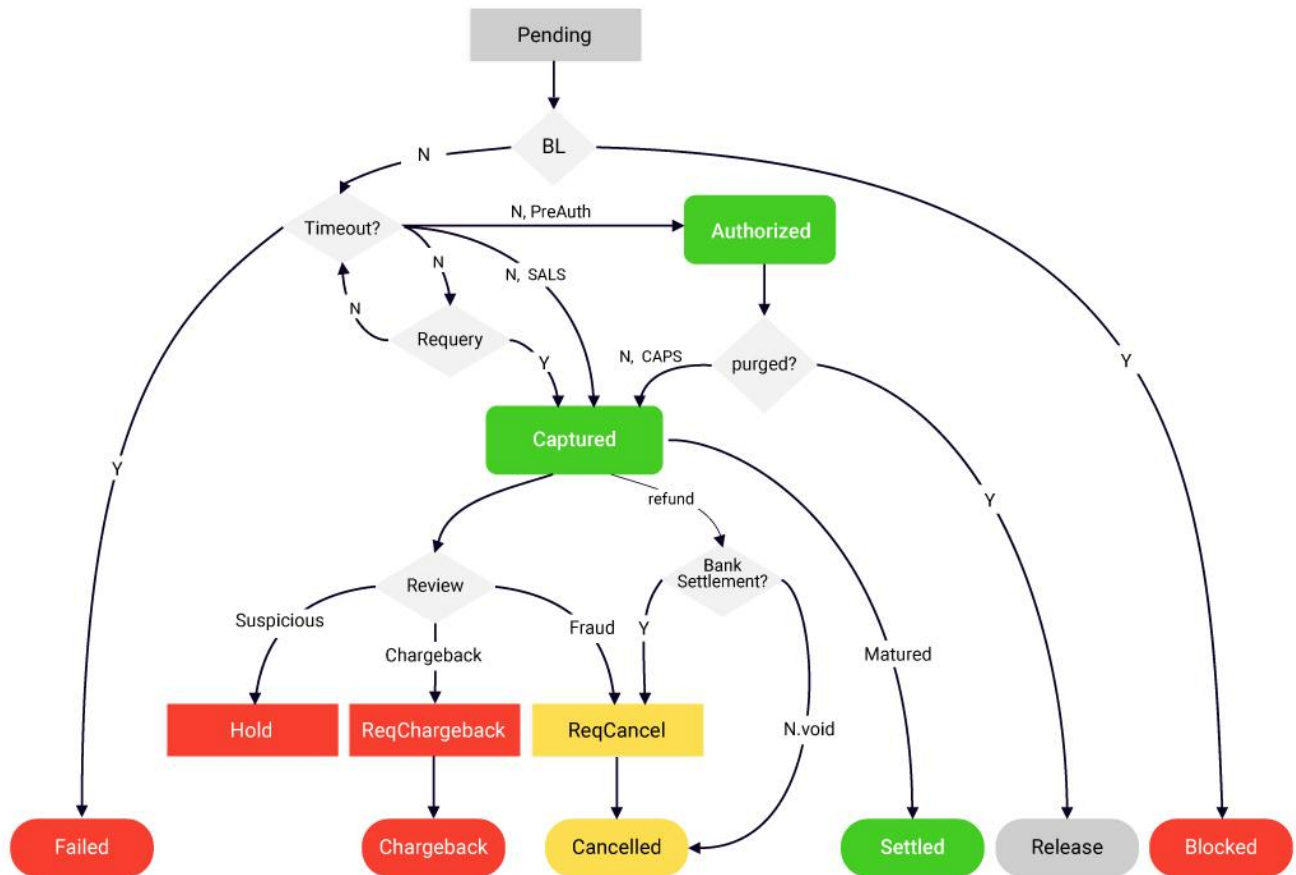 Pending
BL
N
Timeout?
N, PreAuth
Authorized
N
N, SALS
N
Requery
Y
N, CAPS
purged?
Y
Captured
Y
refund
Y
Bank
Settlement?
Review
Suspicious
Chargeback
Fraud
Y
Matured
Hold
ReqChargeback
ReqCancel
N.void
Failed
Chargeback
Cancelled
Settled
Release
Blocked